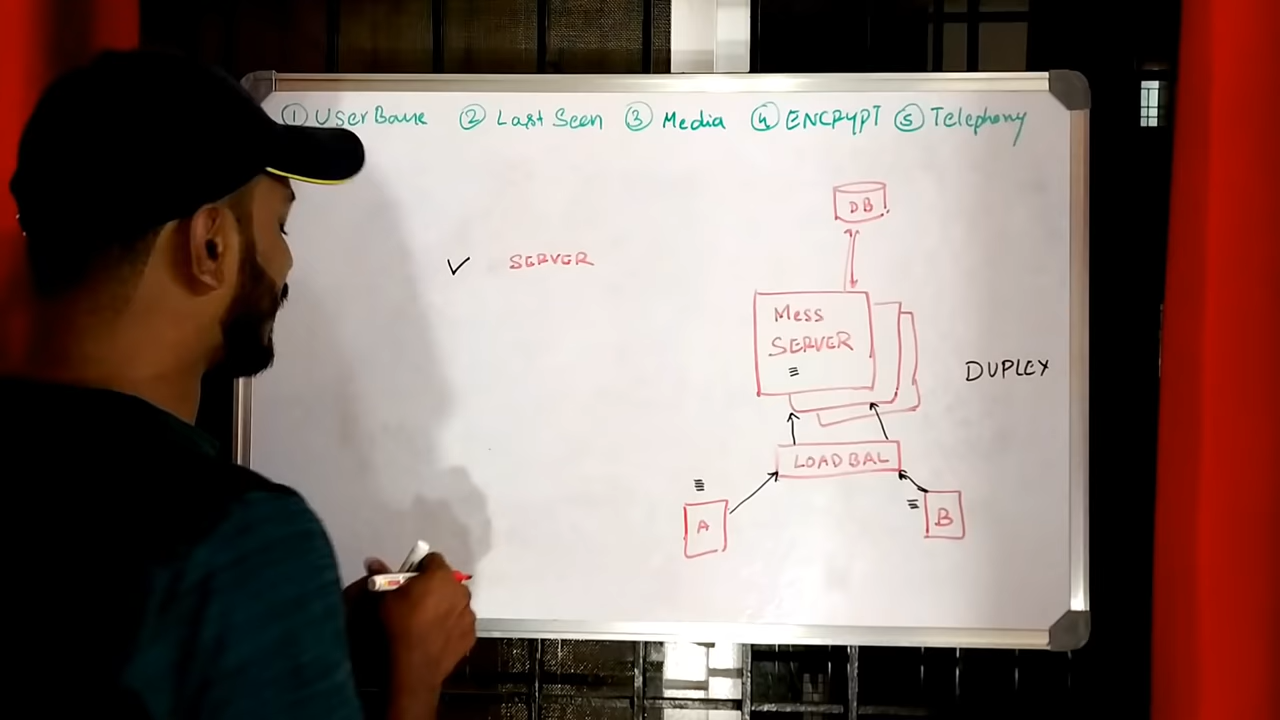 ① User Base ② Last Seen ③ Media ④ ENCRYPT ⑤ Telephony
DB
✓ SERVER
Mess
SERVER
DUPLEX
LOAD BAL
A
B